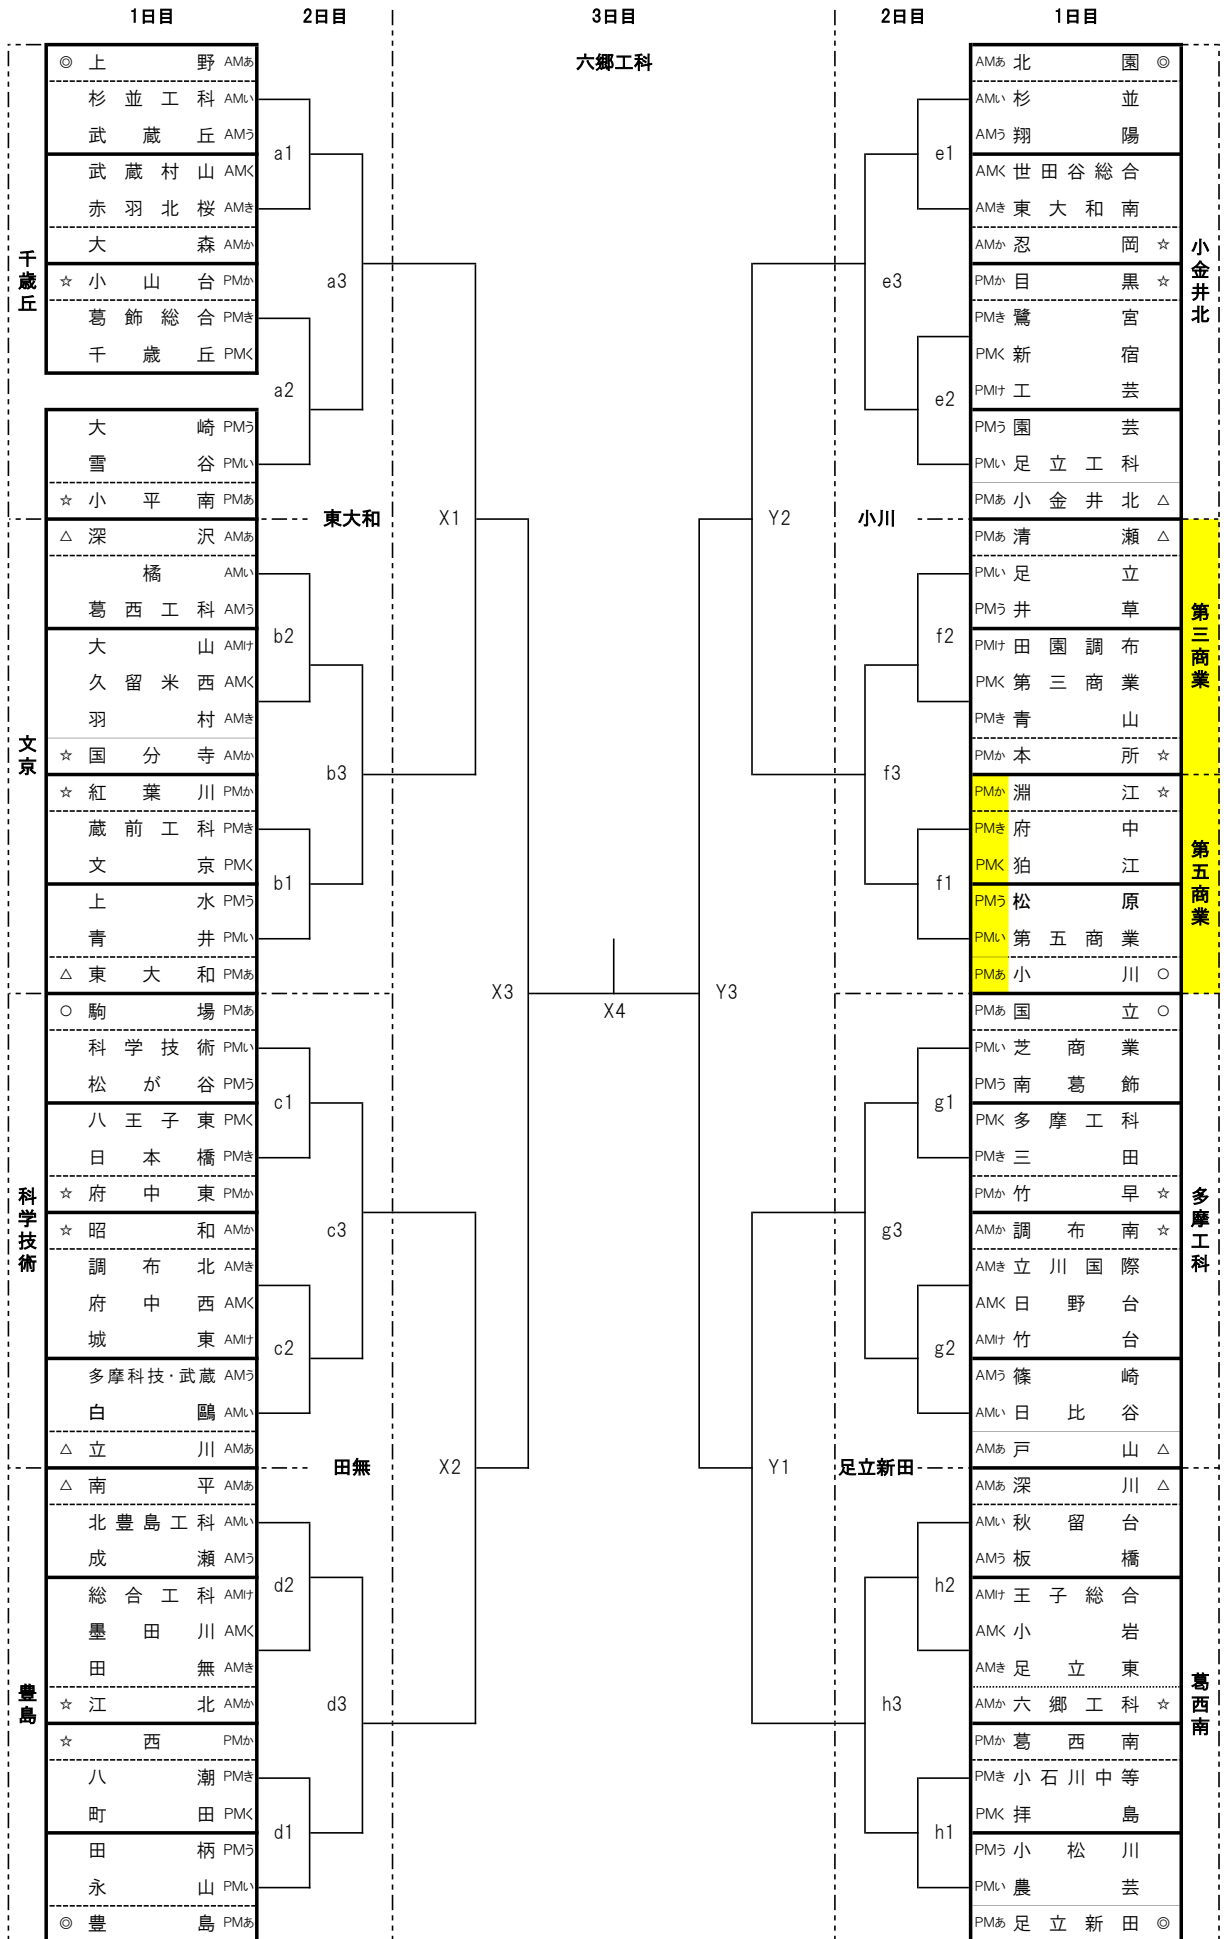 1日目 2日目 3日目 2日目 1日目
六郷工科
千歳丘
◎ 上野 AMあ
杉並工科 AMい
武蔵丘 AMう
武蔵村山 AMく
赤羽北桜 AMき
大森 AMか
☆ 小山台 PMか
葛飾総合 PMき
千歳丘 PMく
大崎 PMう
雪谷 PMい
☆ 小平南 PMあ
a1
a3
a2
文京
△ 深沢 AMあ
橘 AMい
葛西工科 AMう
大山 AMけ
久留米西 AMく
羽村 AMき
☆ 国分寺 AMか
☆ 紅葉川 PMか
蔵前工科 PMき
文京 PMく
上水 PMう
青井 PMい
△ 東大和 PMあ
東大和
b2
b3
b1
科学技術
○ 駒場 PMあ
科学技術 PMい
松が谷 PMう
八王子東 PMく
日本橋 PMき
☆ 府中東 PMか
☆ 昭和 AMか
調布北 AMき
府中西 AMく
城東 AMけ
多摩科技・武蔵 AMう
白鷗 AMい
△ 立川 AMあ
c1
c3
c2
豊島
△ 南平 AMあ
北豊島工科 AMい
成瀬 AMう
総合工科 AMけ
墨田川 AMく
田無 AMき
☆ 江北 AMか
☆ 西 PMか
八潮 PMき
町田 PMく
田柄 PMう
永山 PMい
◎ 豊島 PMあ
田無
d2
d3
d1
X1
X3
X2
X4
Y2
Y3
Y1
小金井北
AMあ 北園 ◎
AMい 杉並
AMう 翔陽
AMく 世田谷総合
AMき 東大和南
AMか 忍岡 ☆
PMか 目黒 ☆
PMき 鷺宮
PMく 新宿
PMけ 工芸
PMう 園芸
PMい 足立工科
PMあ 小金井北 △
e1
e3
e2
小川
第三商業
PMあ 清瀬 △
PMい 足立
PMう 井草
PMけ 田園調布
PMく 第三商業
PMき 青山
PMか 本所 ☆
第五商業
PMか 淵江 ☆
PMき 府中
PMく 狛江
PMう 松原
PMい 第五商業
PMあ 小川 ○
f2
f3
f1
多摩工科
PMあ 国立 ○
PMい 芝商業
PMう 南葛飾
PMく 多摩工科
PMき 三田
PMか 竹早 ☆
AMか 調布南 ☆
AMき 立川国際
AMく 日野台
AMけ 竹台
AMう 篠崎
AMい 日比谷
AMあ 戸山 △
g1
g3
g2
足立新田
葛西南
AMあ 深川 △
AMい 秋留台
AMう 板橋
AMけ 王子総合
AMく 小岩
AMき 足立東
AMか 六郷工科 ☆
PMか 葛西南
PMき 小石川中等
PMく 拝島
PMう 小松川
PMい 農芸
PMあ 足立新田 ◎
h2
h3
h1